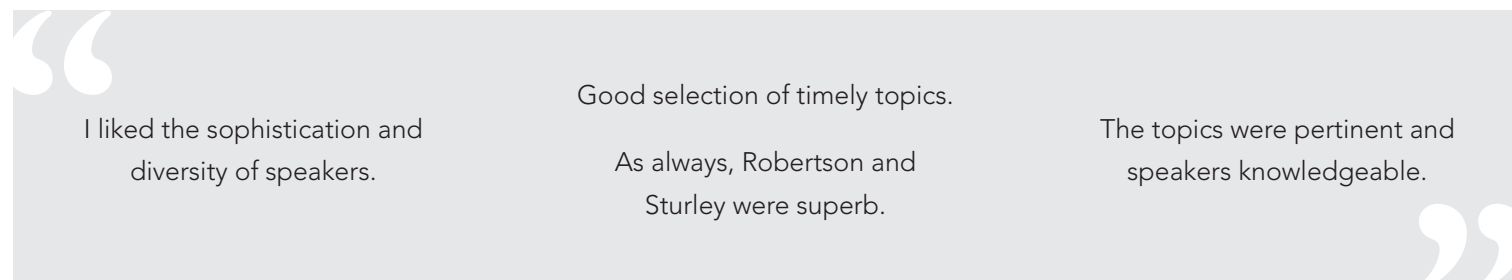 I liked the sophistication and
diversity of speakers.
Good selection of timely topics.
As always, Robertson and
Sturley were superb.
The topics were pertinent and
speakers knowledgeable.